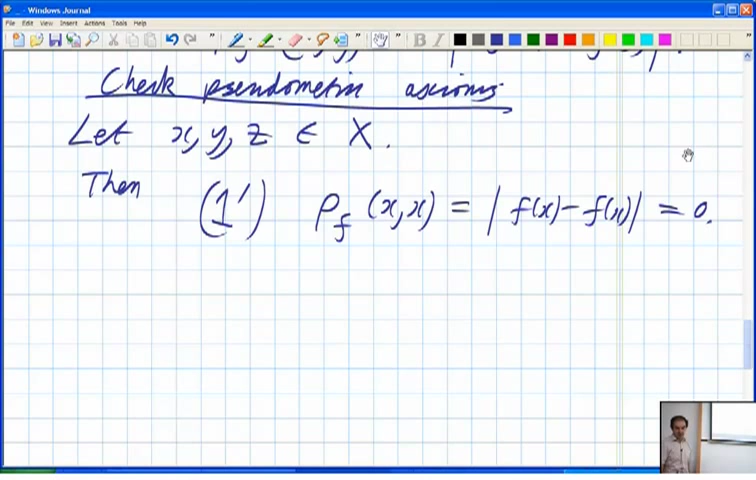 - Windows Journal
File Edit View Insert Actions Tools Help
B I
Check pseudometric axioms.
Let x, y, z ∈ X.
Then (1′) ρ_f (x,x) = | f(x) − f(x) | = 0.